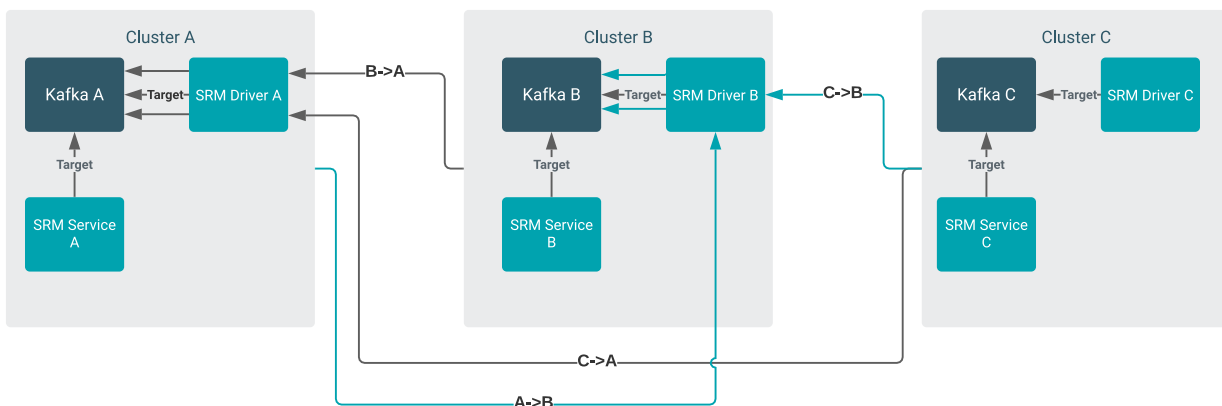 Cluster A
Cluster B
Cluster C
B->A
C->B
Kafka A
Target
SRM Driver A
Kafka B
Target
SRM Driver B
Kafka C
Target
SRM Driver C
Target
Target
Target
SRM Service
A
SRM Service
B
SRM Service
C
C->A
A->B